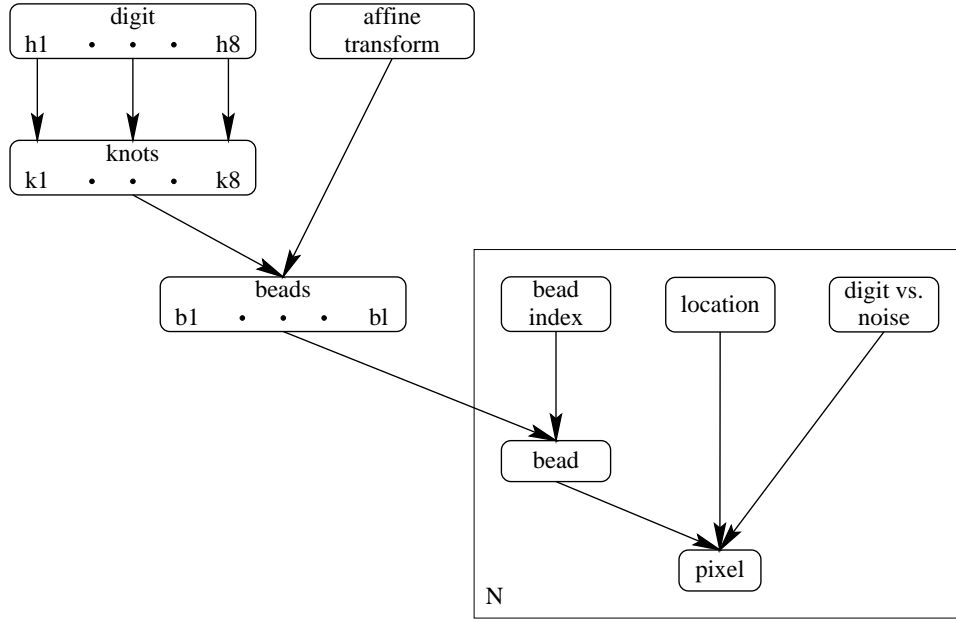 digit
h1 • • • h8
affine
transform
knots
k1 • • • k8
beads
b1 • • • bl
bead
index
location
digit vs.
noise
bead
pixel
N